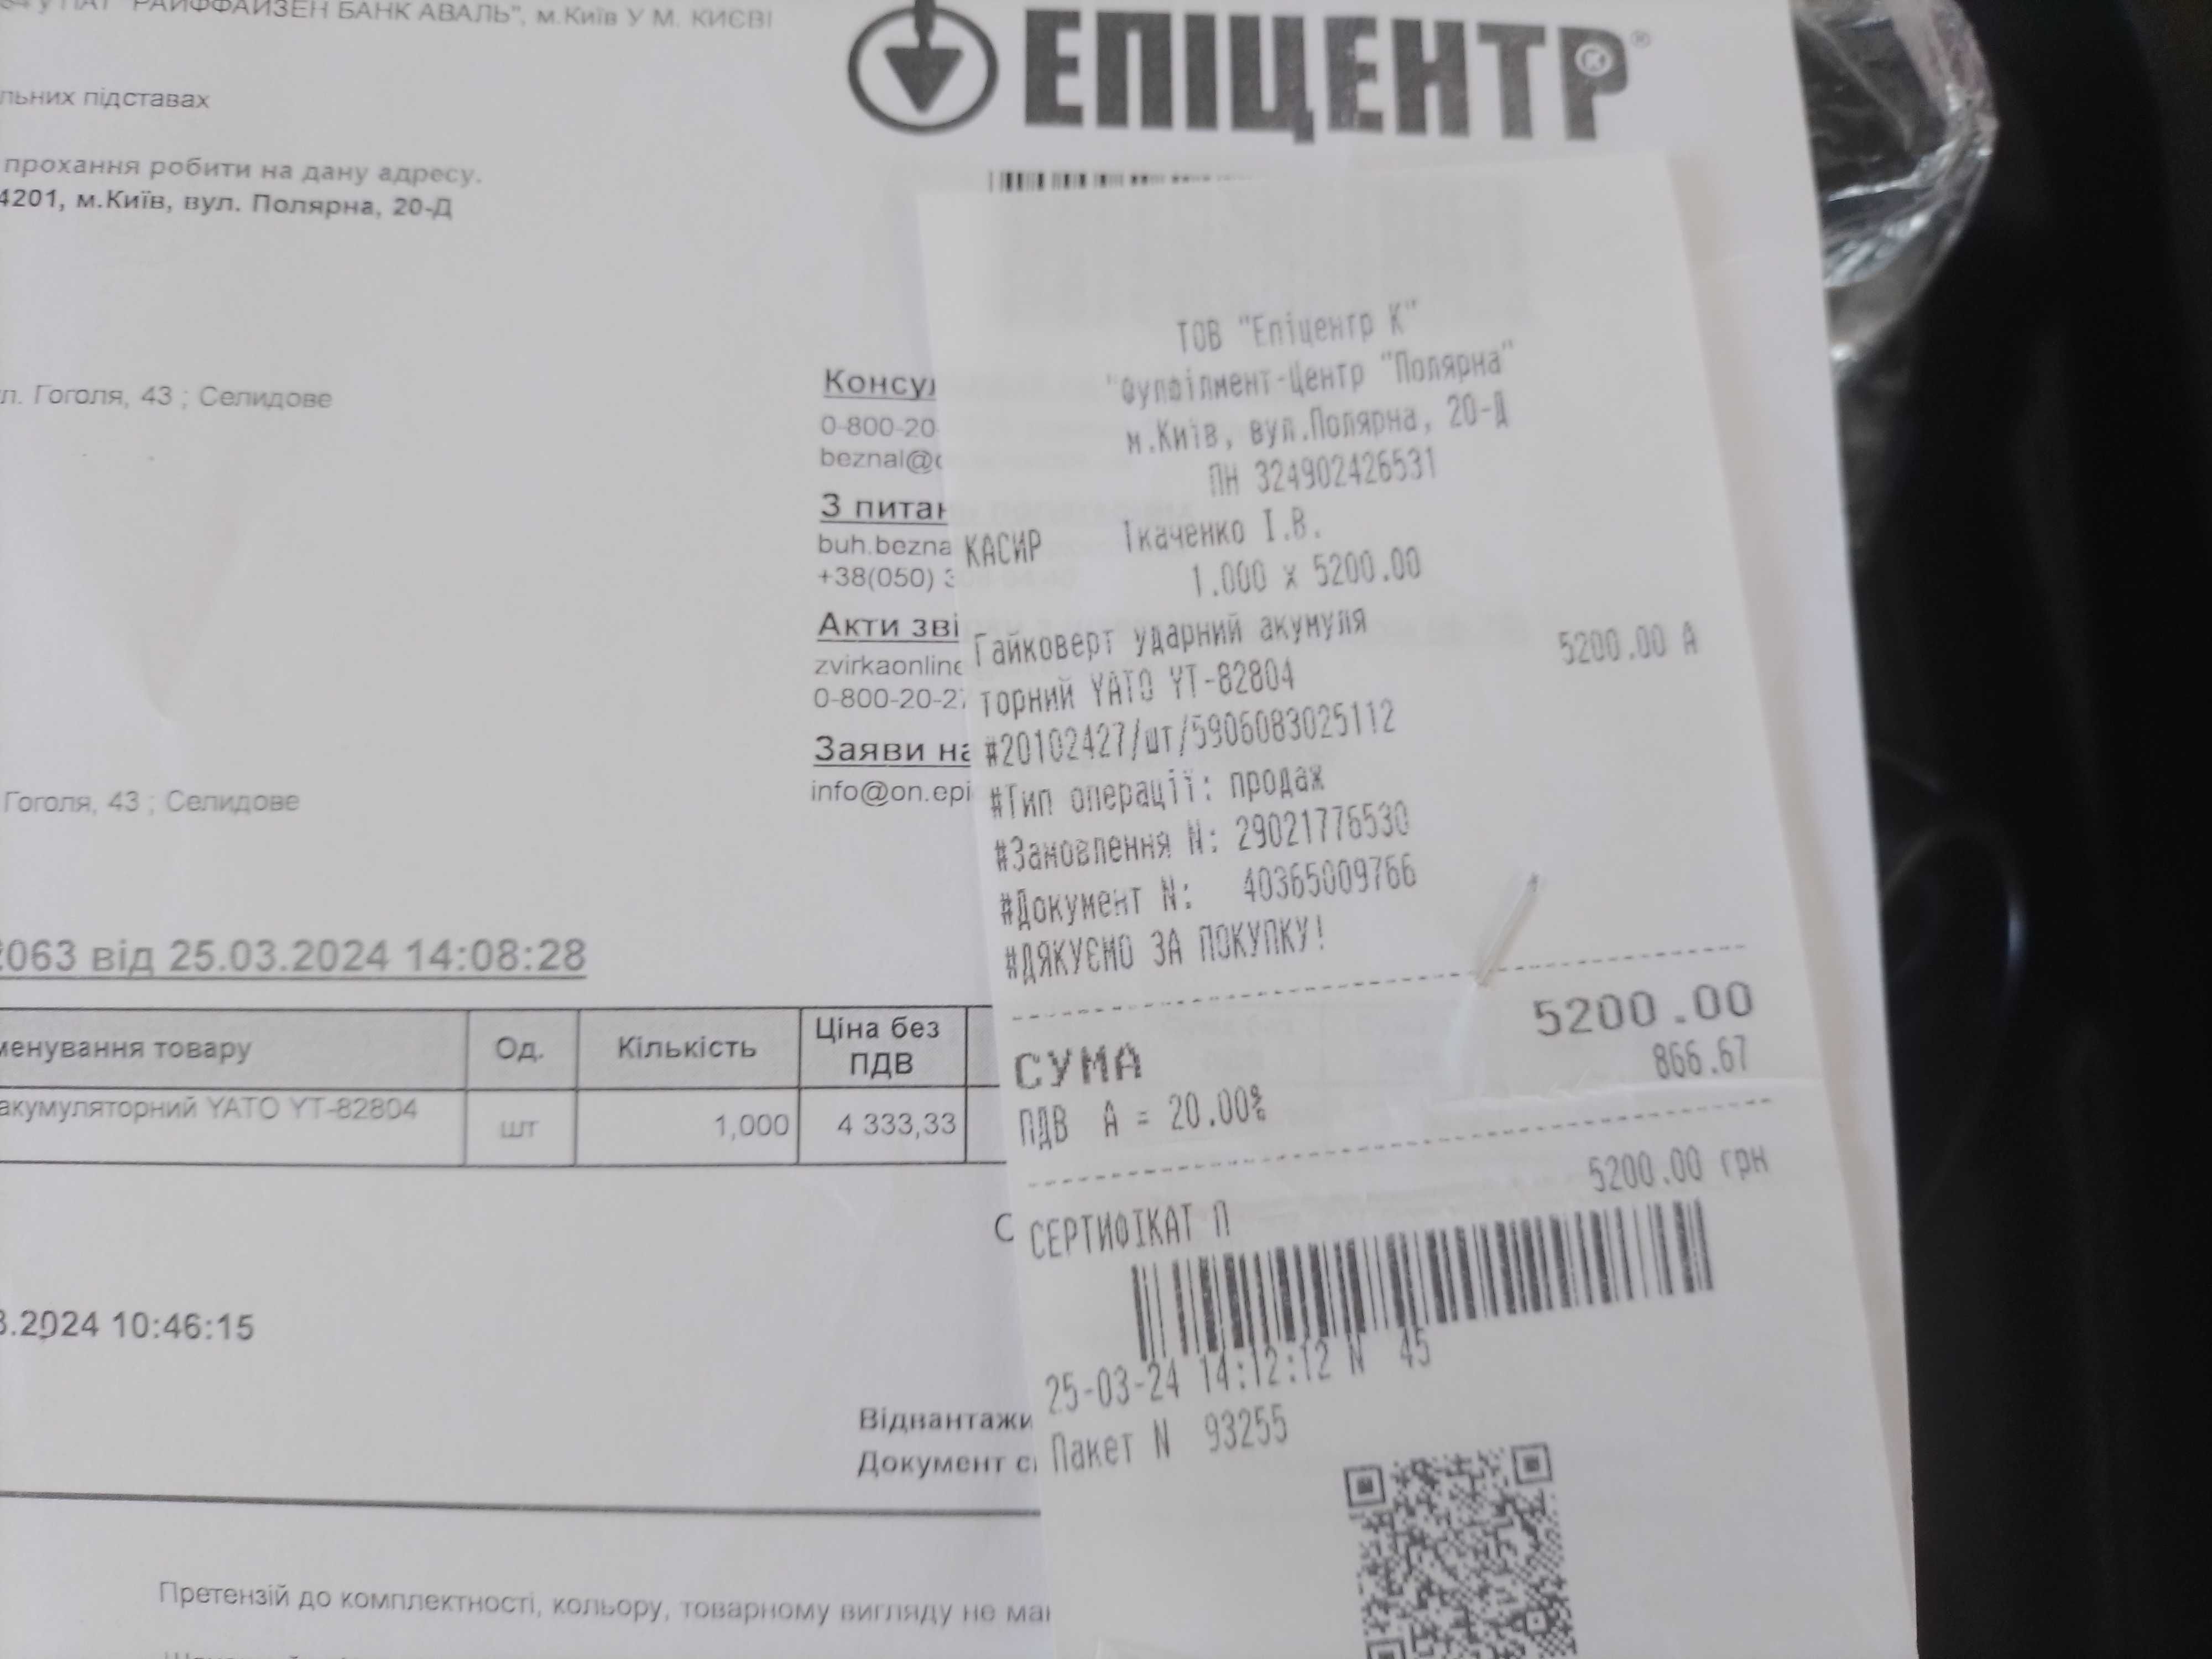 у ПАТ "РАЙФФАЙЗЕН БАНК АВАЛЬ", м.Київ У М. КИЄВІ
ЕПІЦЕНТР К®
льних підставах
прохання робити на дану адресу.
4201, м.Київ, вул. Полярна, 20-Д
л. Гоголя, 43 ; Селидове
Гоголя, 43 ; Селидове
Консул
0-800-20
beznal@
З питан
buh.bezna
+38(050) 3
Акти зві
zvirkaonline
0-800-20-2
Заяви на
info@on.epi
2063 від 25.03.2024 14:08:28
менування товару Од. Кількість Ціна без ПДВ
акумуляторний YATO YT-82804 шт 1,000 4 333,33
С
3.2024 10:46:15
Відвантажи
Документ с
Претензій до комплектності, кольору, товарному вигляду не ма
ТОВ "Епіцентр К"
"Фулфілмент-Центр "Полярна"
м.Київ, вул.Полярна, 20-Д
ПН 324902426531
КАСИР Ткаченко І.В.
1.000 x 5200.00
Гайковерт ударний акумуля
торний YATO YT-82804 5200.00 А
#20102427/шт/5906083025112
#Тип операції: продаж
#Замовлення N: 29021776530
#Документ N: 40365009766
#ДЯКУЄМО ЗА ПОКУПКУ!
СУМА 5200.00
ПДВ А = 20.00% 866.67
СЕРТИФІКАТ П 5200.00 грн
25-03-24 14:12:12 N 45
Пакет N 93255